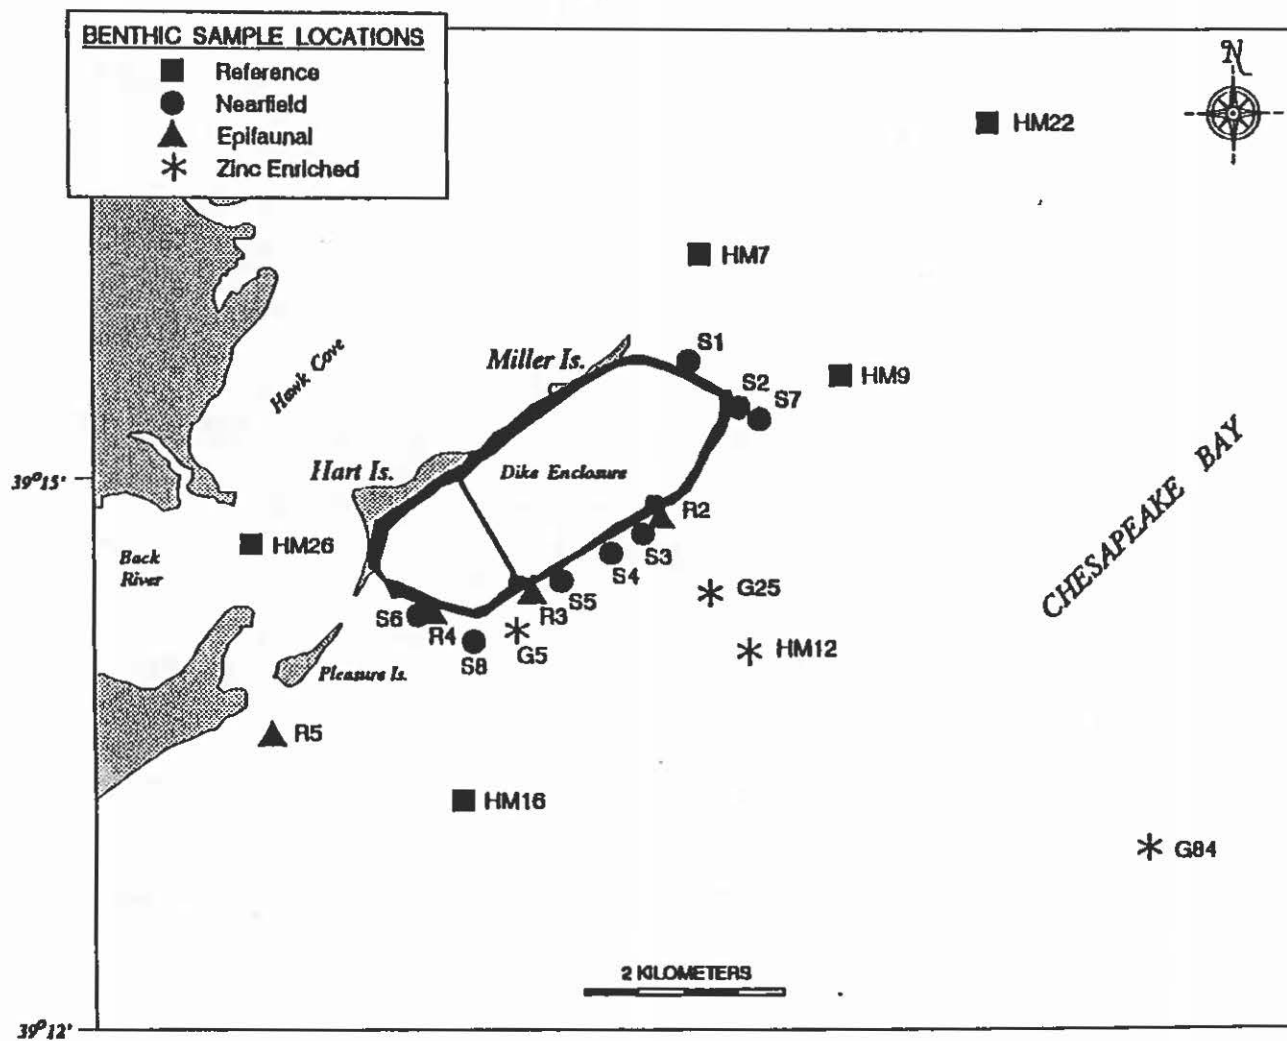 BENTHIC SAMPLE LOCATIONS
Reference
Nearfield
Epifaunal
Zinc Enriched
N
HM22
HM7
S1
Miller Is.
S2
HM9
S7
Hawk Cove
CHESAPEAKE BAY
Hart Is.
Dike Enclosure
39°15'
R2
HM26
S3
Back
River
S4
G25
S5
R3
S6
R4
G5
HM12
S8
Pleasure Is.
R5
HM16
G84
2 KILOMETERS
39°12'